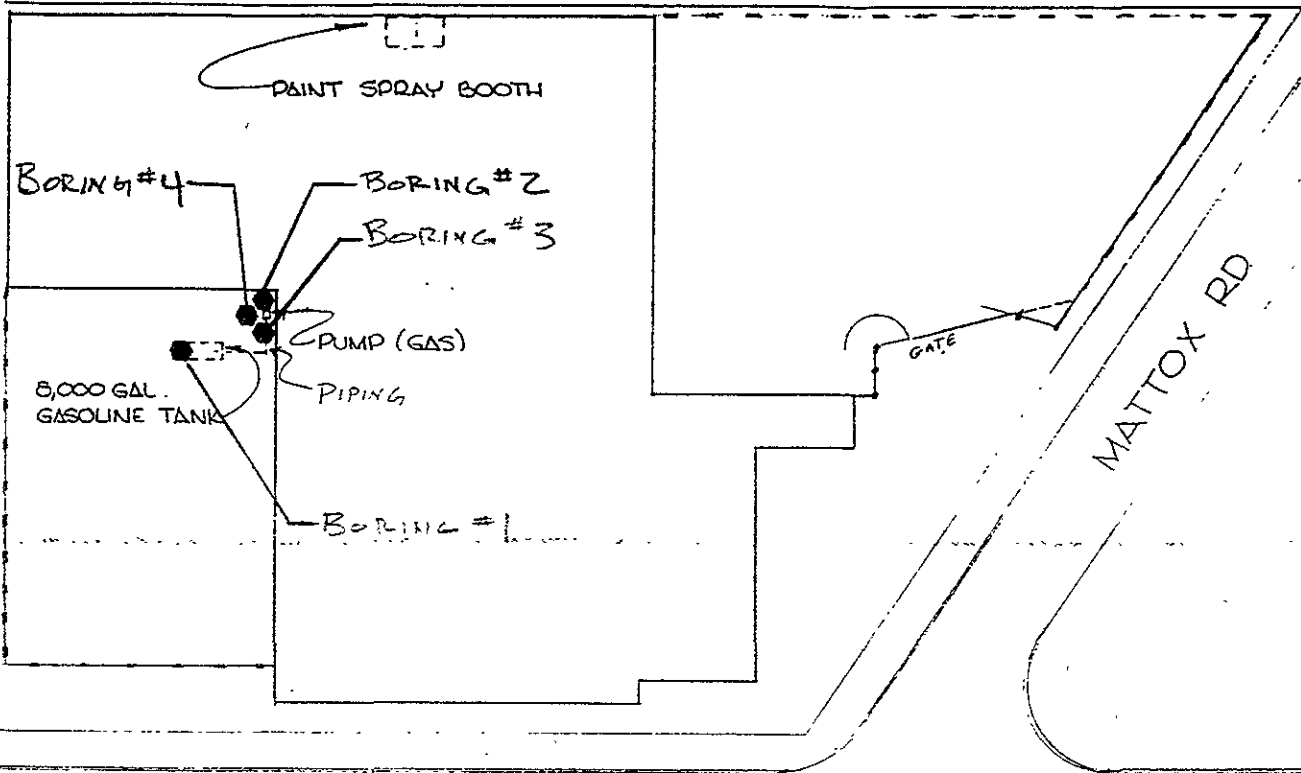 PAINT SPRAY BOOTH
BORING #4
BORING #2
BORING #3
PUMP (GAS)
GATE
8,000 GAL.
GASOLINE TANK
PIPING
MATTOX RD
BORING #1